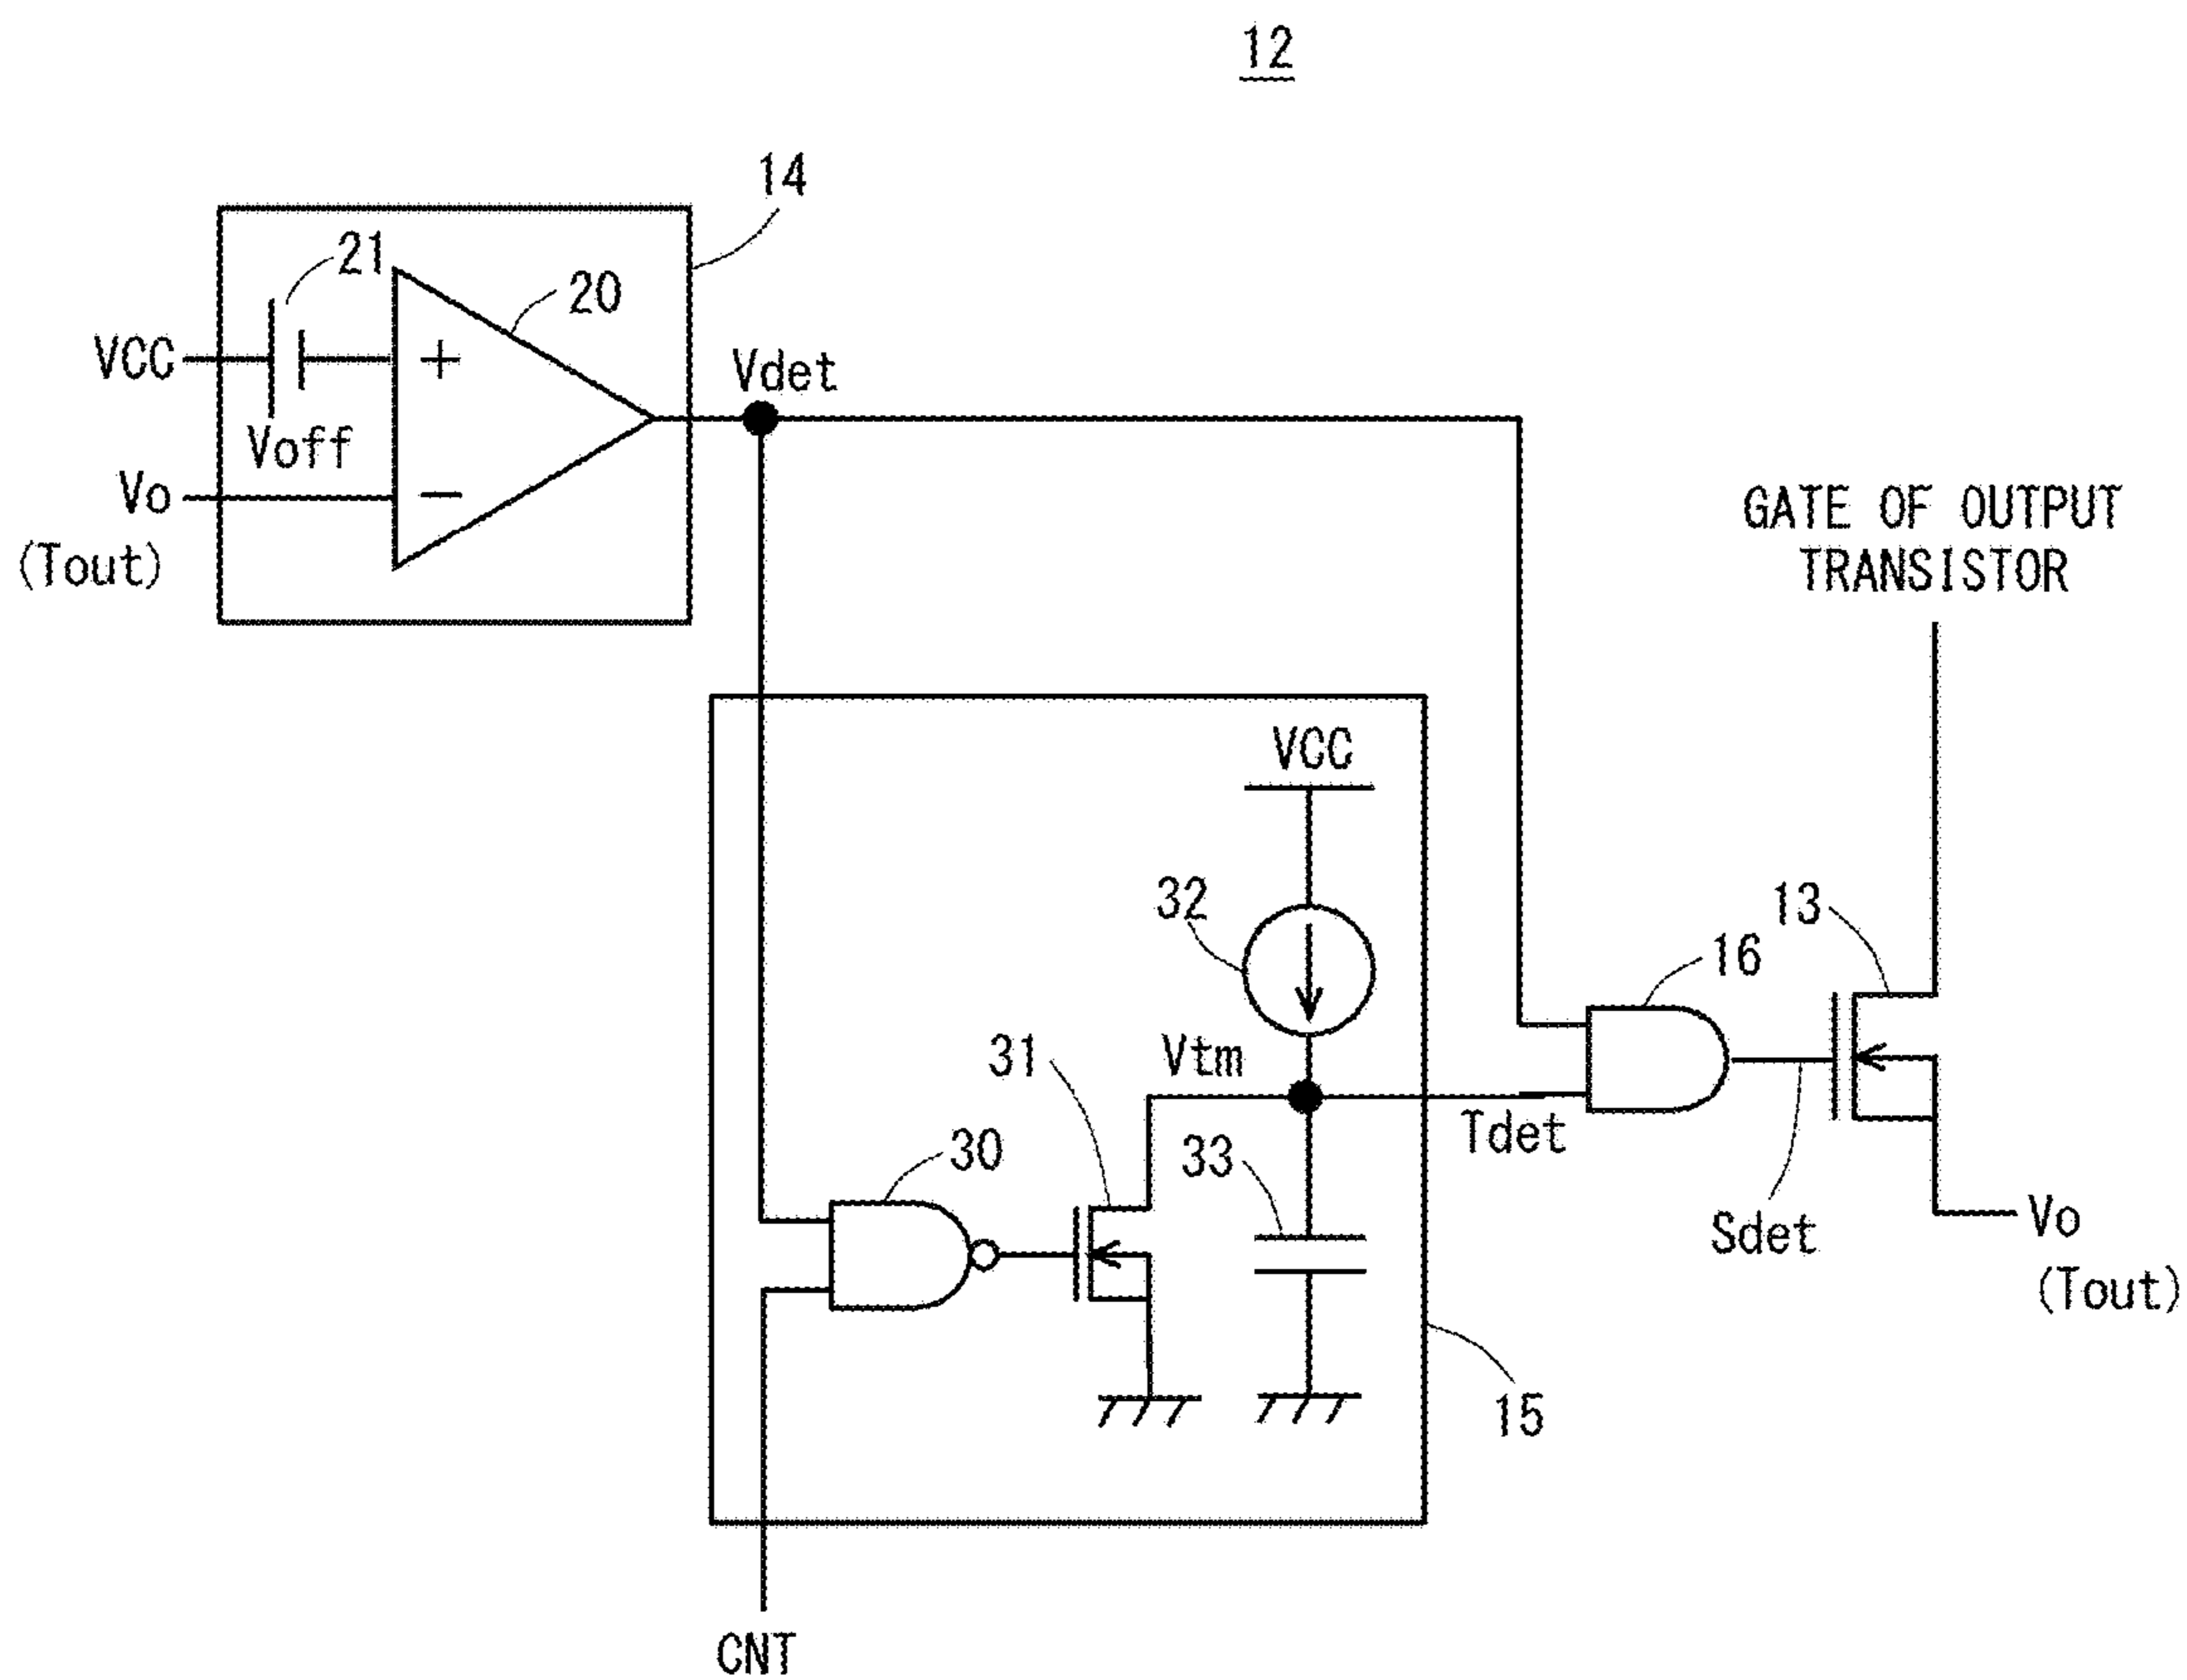 12
14
21
20
VCC
Vdet
Voff
Vo
(Tout)
GATE OF OUTPUT
TRANSISTOR
VCC
32
13
16
31
Vtm
Tdet
30
33
Sdet
Vo
(Tout)
15
CNT